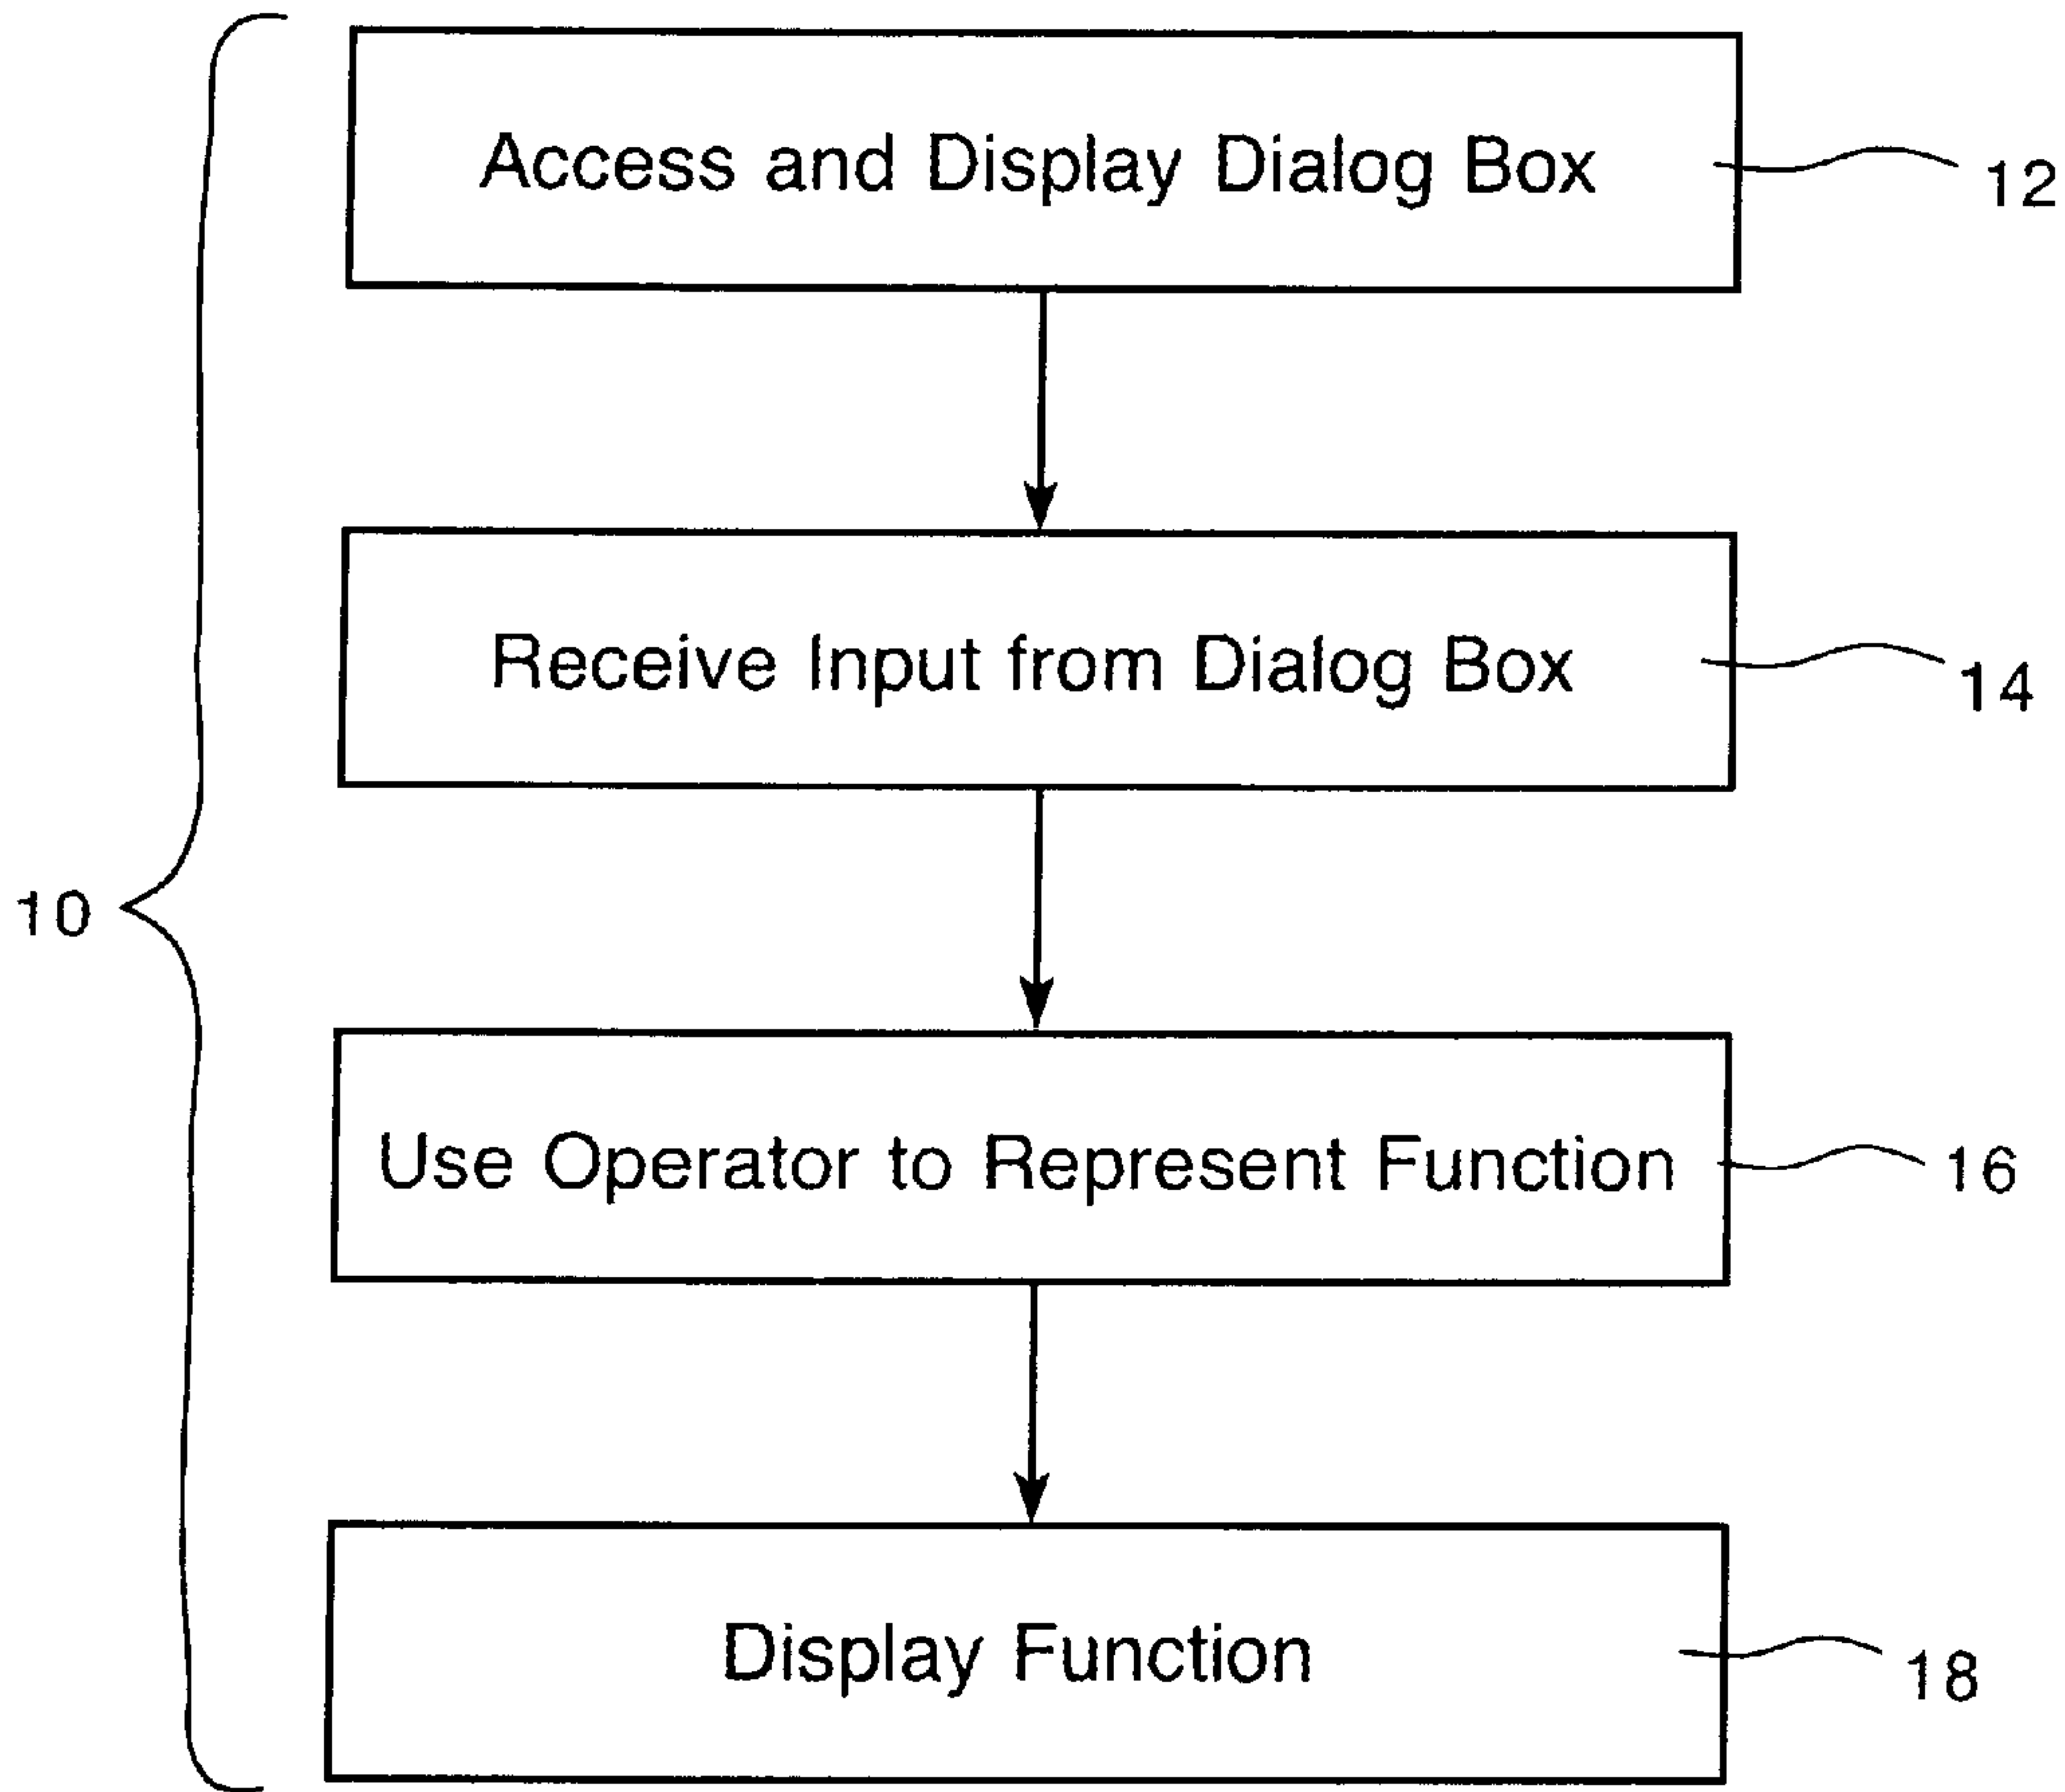 Access and Display Dialog Box
12
Receive Input from Dialog Box
14
10
Use Operator to Represent Function
16
Display Function
18